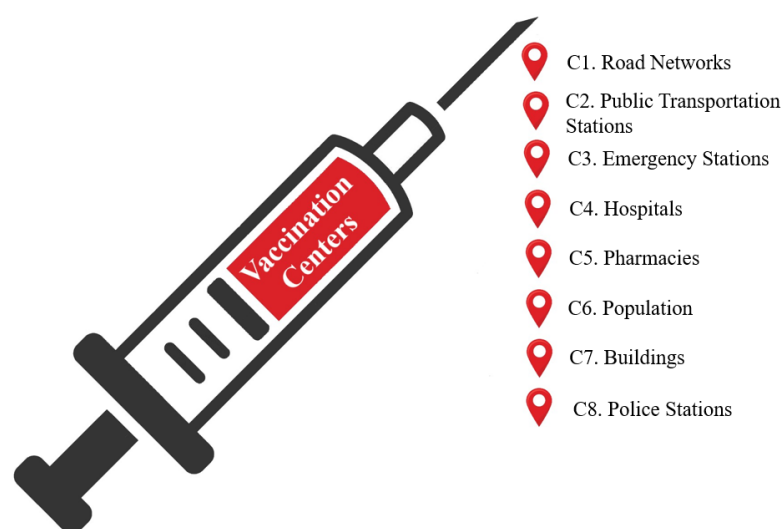 Vaccination
Centers
C1. Road Networks
C2. Public Transportation
Stations
C3. Emergency Stations
C4. Hospitals
C5. Pharmacies
C6. Population
C7. Buildings
C8. Police Stations